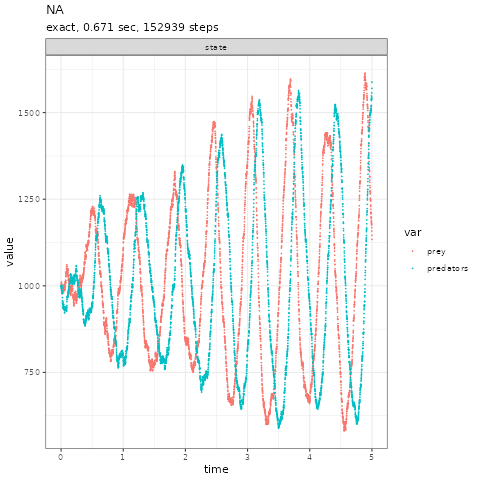 NA
exact, 0.671 sec, 152939 steps
state
value
1500
1250
1000
750
0
1
2
3
4
5
time
var
prey
predators